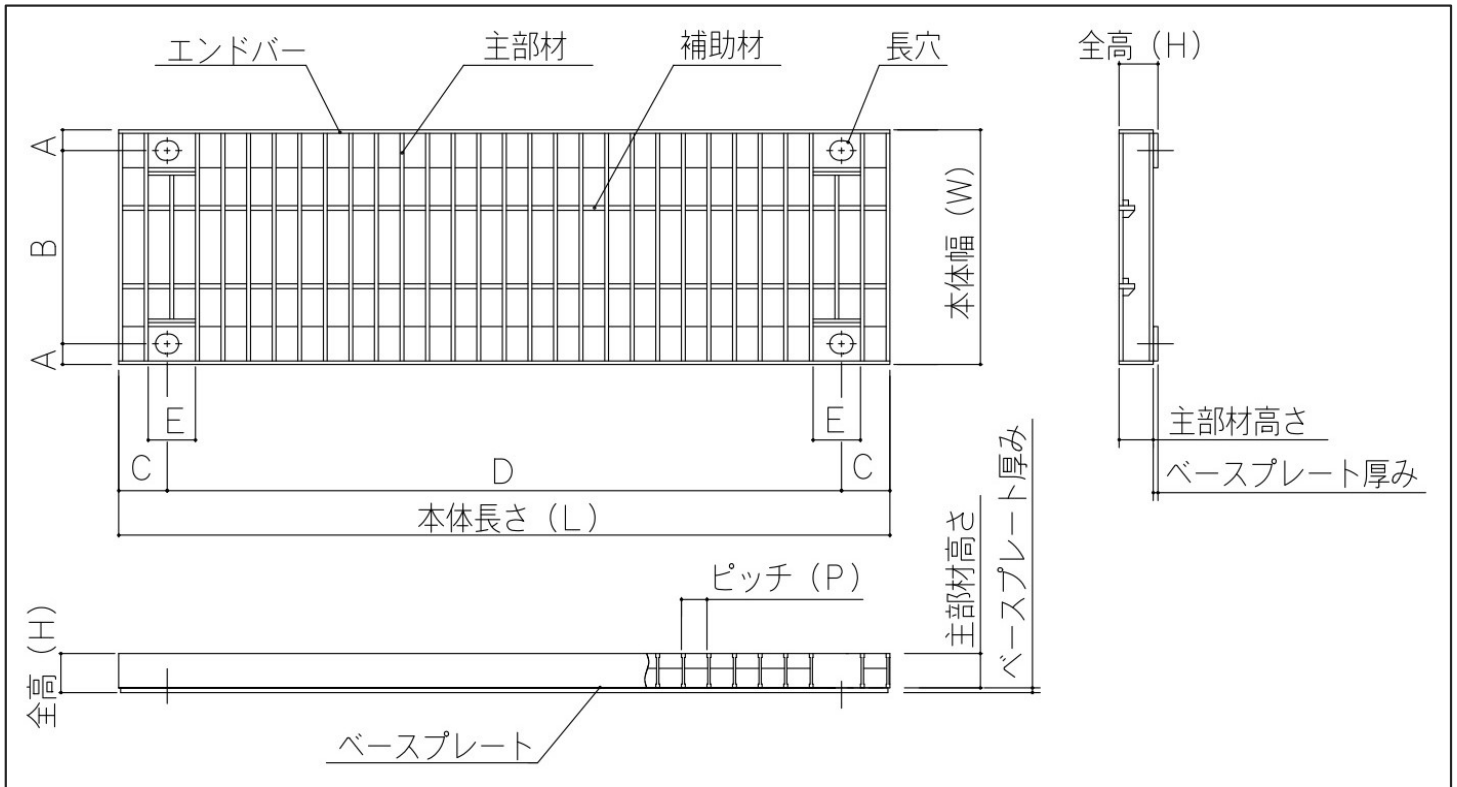 エンドバー
主部材
補助材
長穴
全高 (H)
A
B
A
本体幅 (W)
E
E
C
D
C
本体長さ (L)
主部材高さ
ベースプレート厚み
ピッチ (P)
主部材高さ
ベースプレート厚み
全高 (H)
ベースプレート